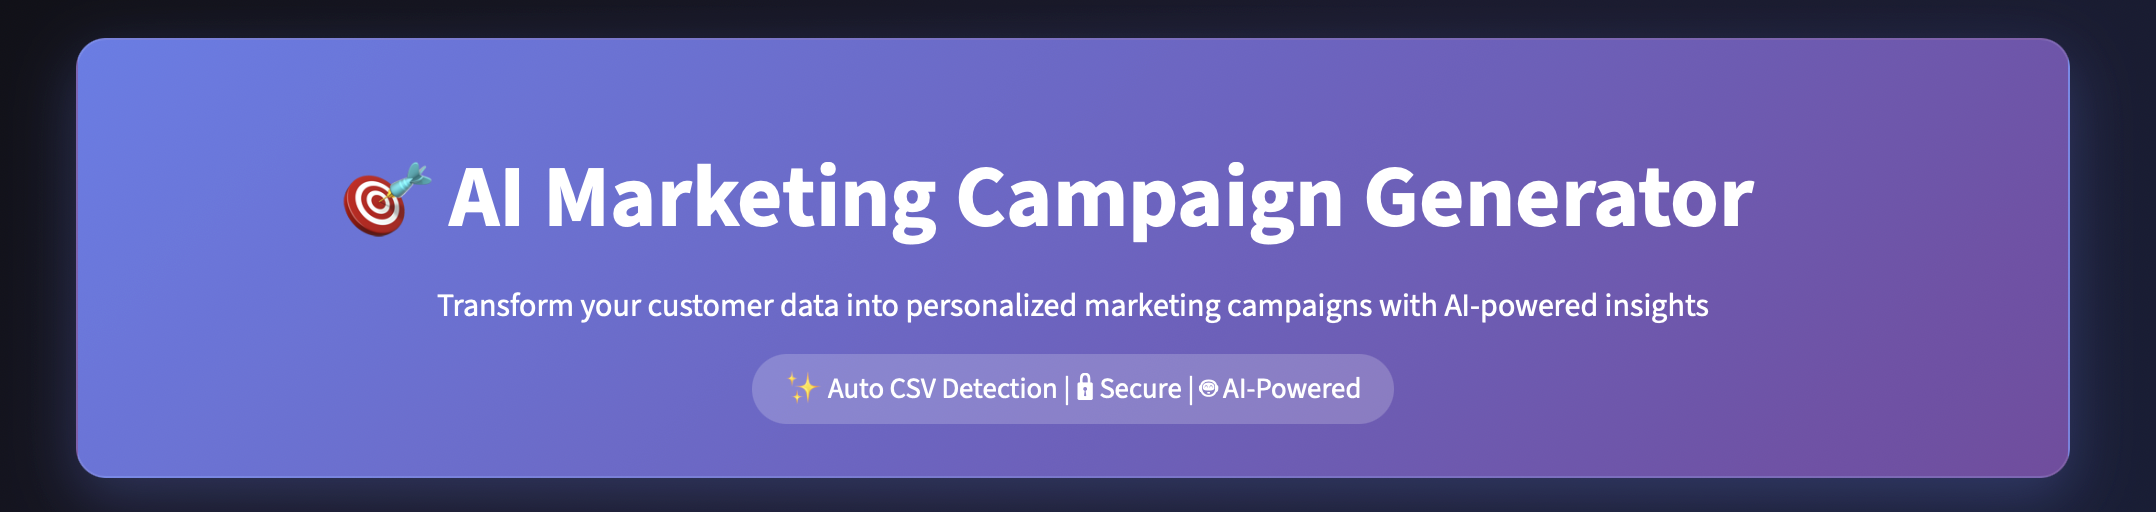 🎯 AI Marketing Campaign Generator
Transform your customer data into personalized marketing campaigns with AI-powered insights
✨ Auto CSV Detection | 🔒 Secure | 🤖 AI-Powered